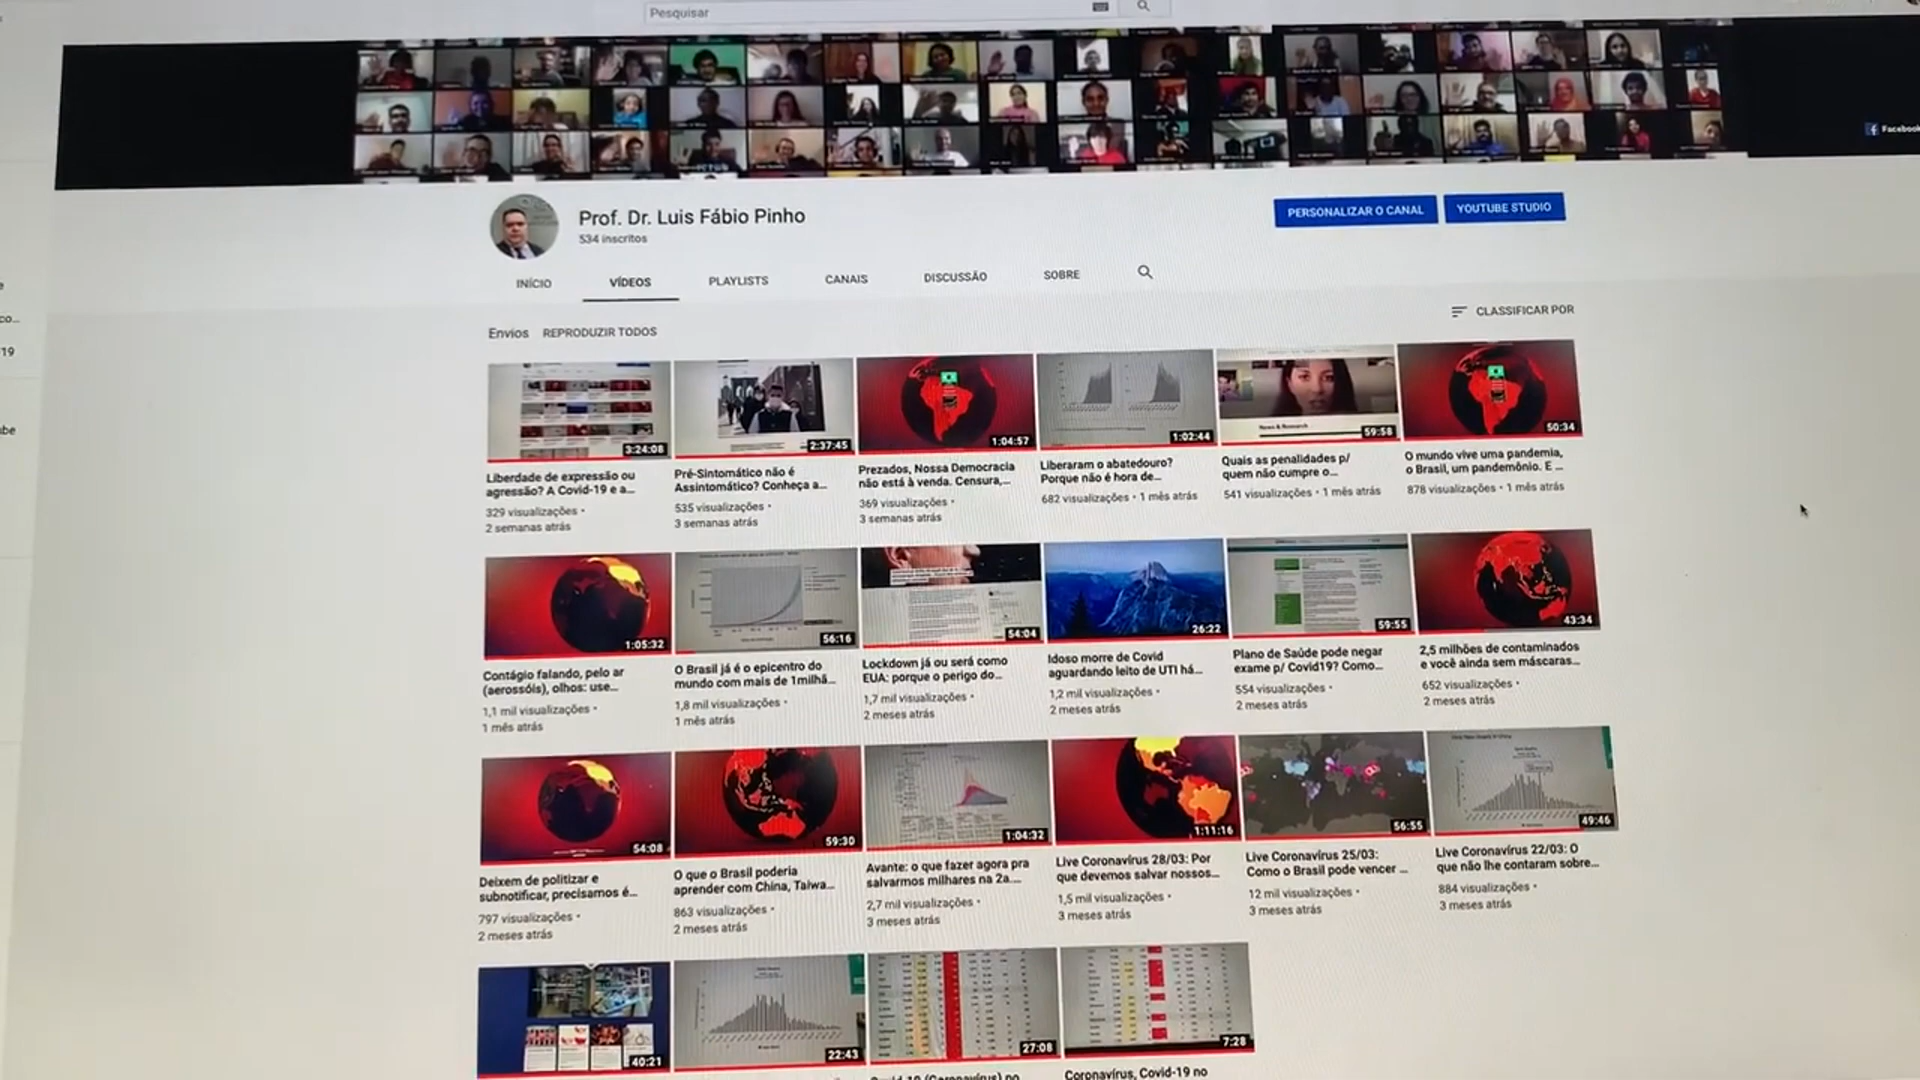 Pesquisar
Facebook
Prof. Dr. Luis Fábio Pinho
534 inscritos
PERSONALIZAR O CANAL
YOUTUBE STUDIO
INÍCIO
VÍDEOS
PLAYLISTS
CANAIS
DISCUSSÃO
SOBRE
Envios
REPRODUZIR TODOS
CLASSIFICAR POR
3:24:08
2:37:45
1:04:57
1:02:44
59:58
50:34
Liberdade de expressão ou
agressão? A Covid-19 e a...
329 visualizações •
2 semanas atrás
Pré-Sintomático não é
Assintomático? Conheça a...
535 visualizações •
3 semanas atrás
Prezados, Nossa Democracia
não está à venda. Censura,...
369 visualizações •
3 semanas atrás
Liberaram o abatedouro?
Porque não é hora de...
682 visualizações • 1 mês atrás
News & Research
Quais as penalidades p/
quem não cumpre o...
541 visualizações • 1 mês atrás
O mundo vive uma pandemia,
o Brasil, um pandemônio. E ...
878 visualizações • 1 mês atrás
1:05:32
56:16
54:04
26:22
59:55
43:34
Contágio falando, pelo ar
(aerossóis), olhos: use...
1,1 mil visualizações •
1 mês atrás
O Brasil já é o epicentro do
mundo com mais de 1milhã...
1,8 mil visualizações •
1 mês atrás
Lockdown já ou será como
EUA: porque o perigo do...
1,7 mil visualizações •
2 meses atrás
Idoso morre de Covid
aguardando leito de UTI há...
1,2 mil visualizações •
2 meses atrás
Plano de Saúde pode negar
exame p/ Covid19? Como...
554 visualizações •
2 meses atrás
2,5 milhões de contaminados
e você ainda sem máscaras...
652 visualizações •
2 meses atrás
54:08
59:30
1:04:32
1:11:16
56:55
49:46
Deixem de politizar e
subnotificar, precisamos é...
797 visualizações •
2 meses atrás
O que o Brasil poderia
aprender com China, Taiwa...
863 visualizações •
2 meses atrás
Avante: o que fazer agora pra
salvarmos milhares na 2a....
2,7 mil visualizações •
3 meses atrás
Live Coronavírus 28/03: Por
que devemos salvar nossos...
1,5 mil visualizações •
3 meses atrás
Live Coronavírus 25/03:
Como o Brasil pode vencer ...
12 mil visualizações •
3 meses atrás
Live Coronavírus 22/03: O
que não lhe contaram sobre...
884 visualizações •
3 meses atrás
40:21
22:43
27:08
7:28
Covid-19 (Coronavírus) no
Coronavírus, Covid-19 no